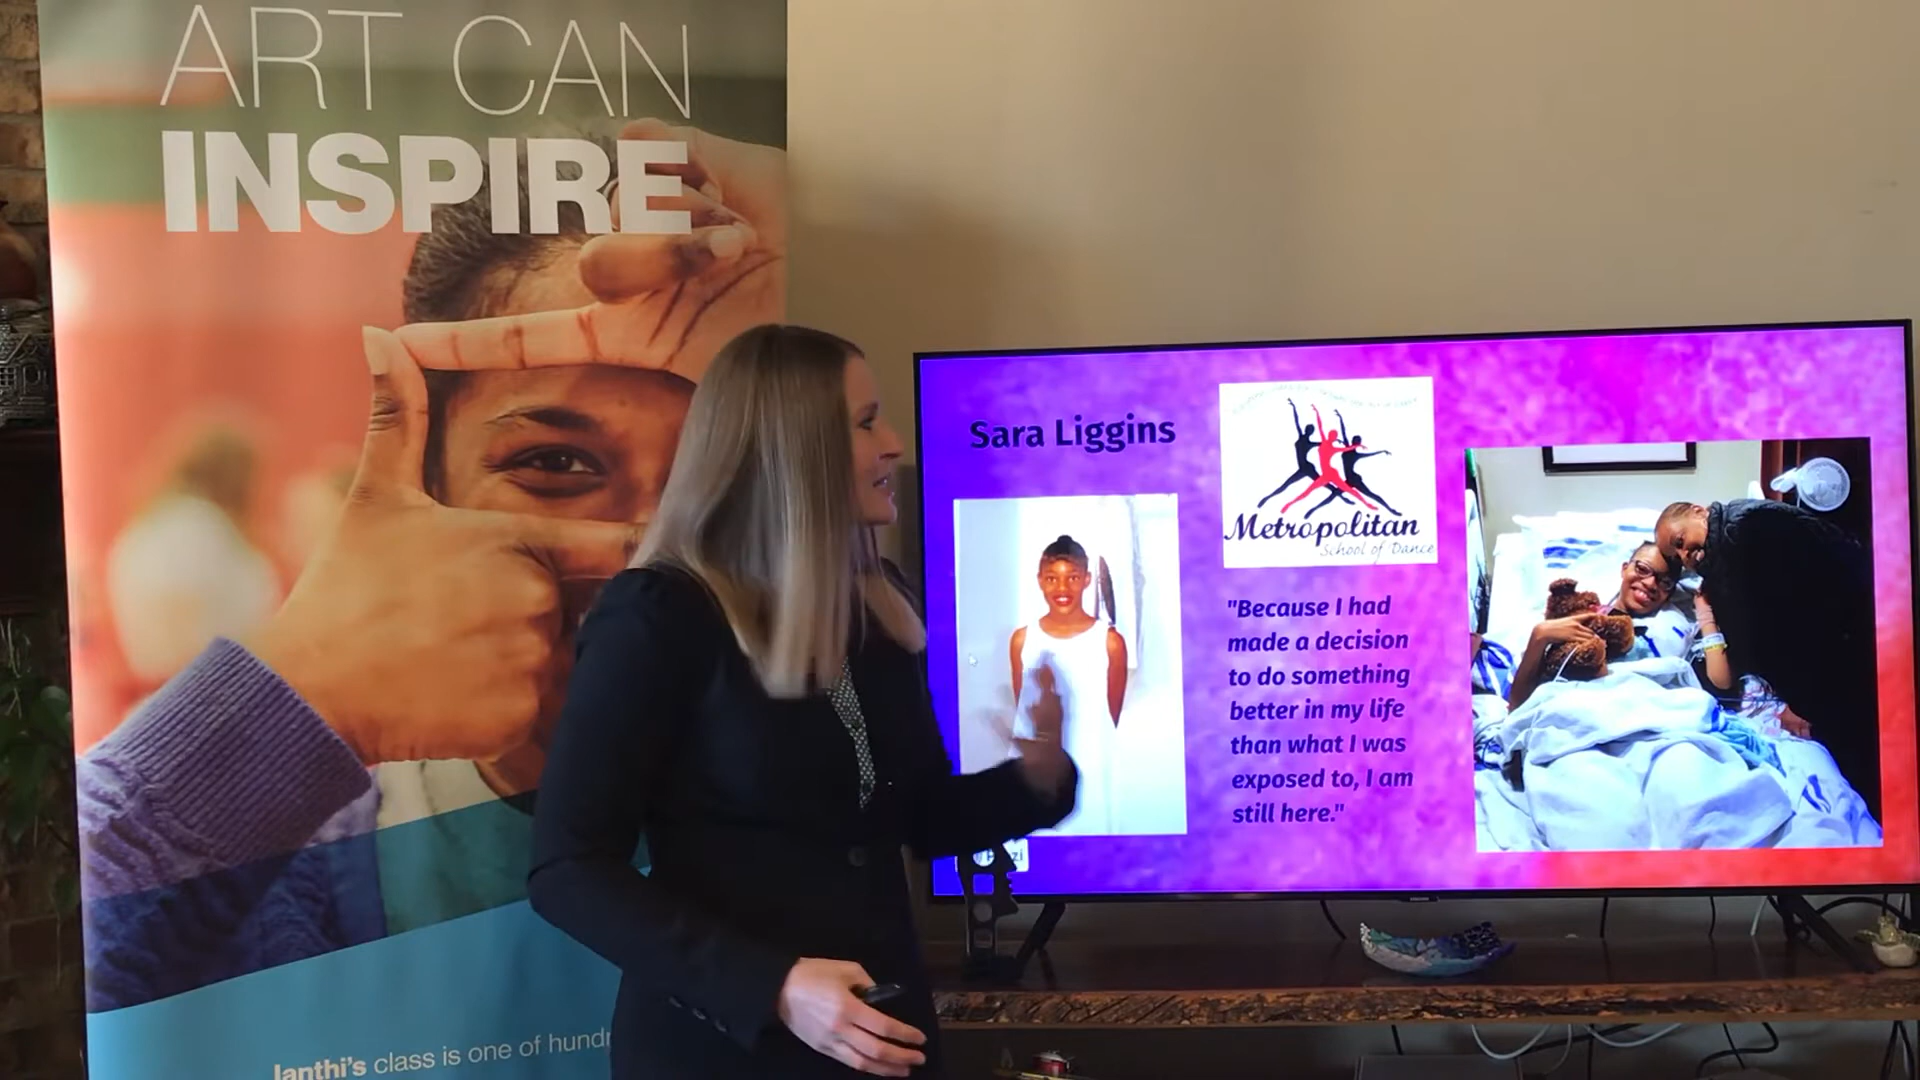 ART CAN
INSPIRE
Ianthi's class is one of
Sara Liggins
Metropolitan
School of Dance
"Because I had
made a decision
to do something
better in my life
than what I was
exposed to, I am
still here."